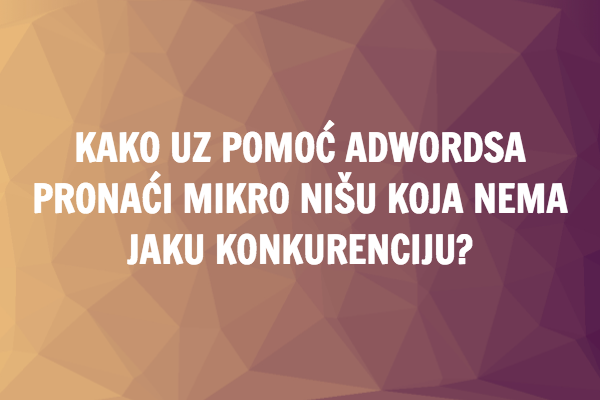 KAKO UZ POMOĆ ADWORDSA
PRONAĆI MIKRO NIŠU KOJA NEMA
JAKU KONKURENCIJU?